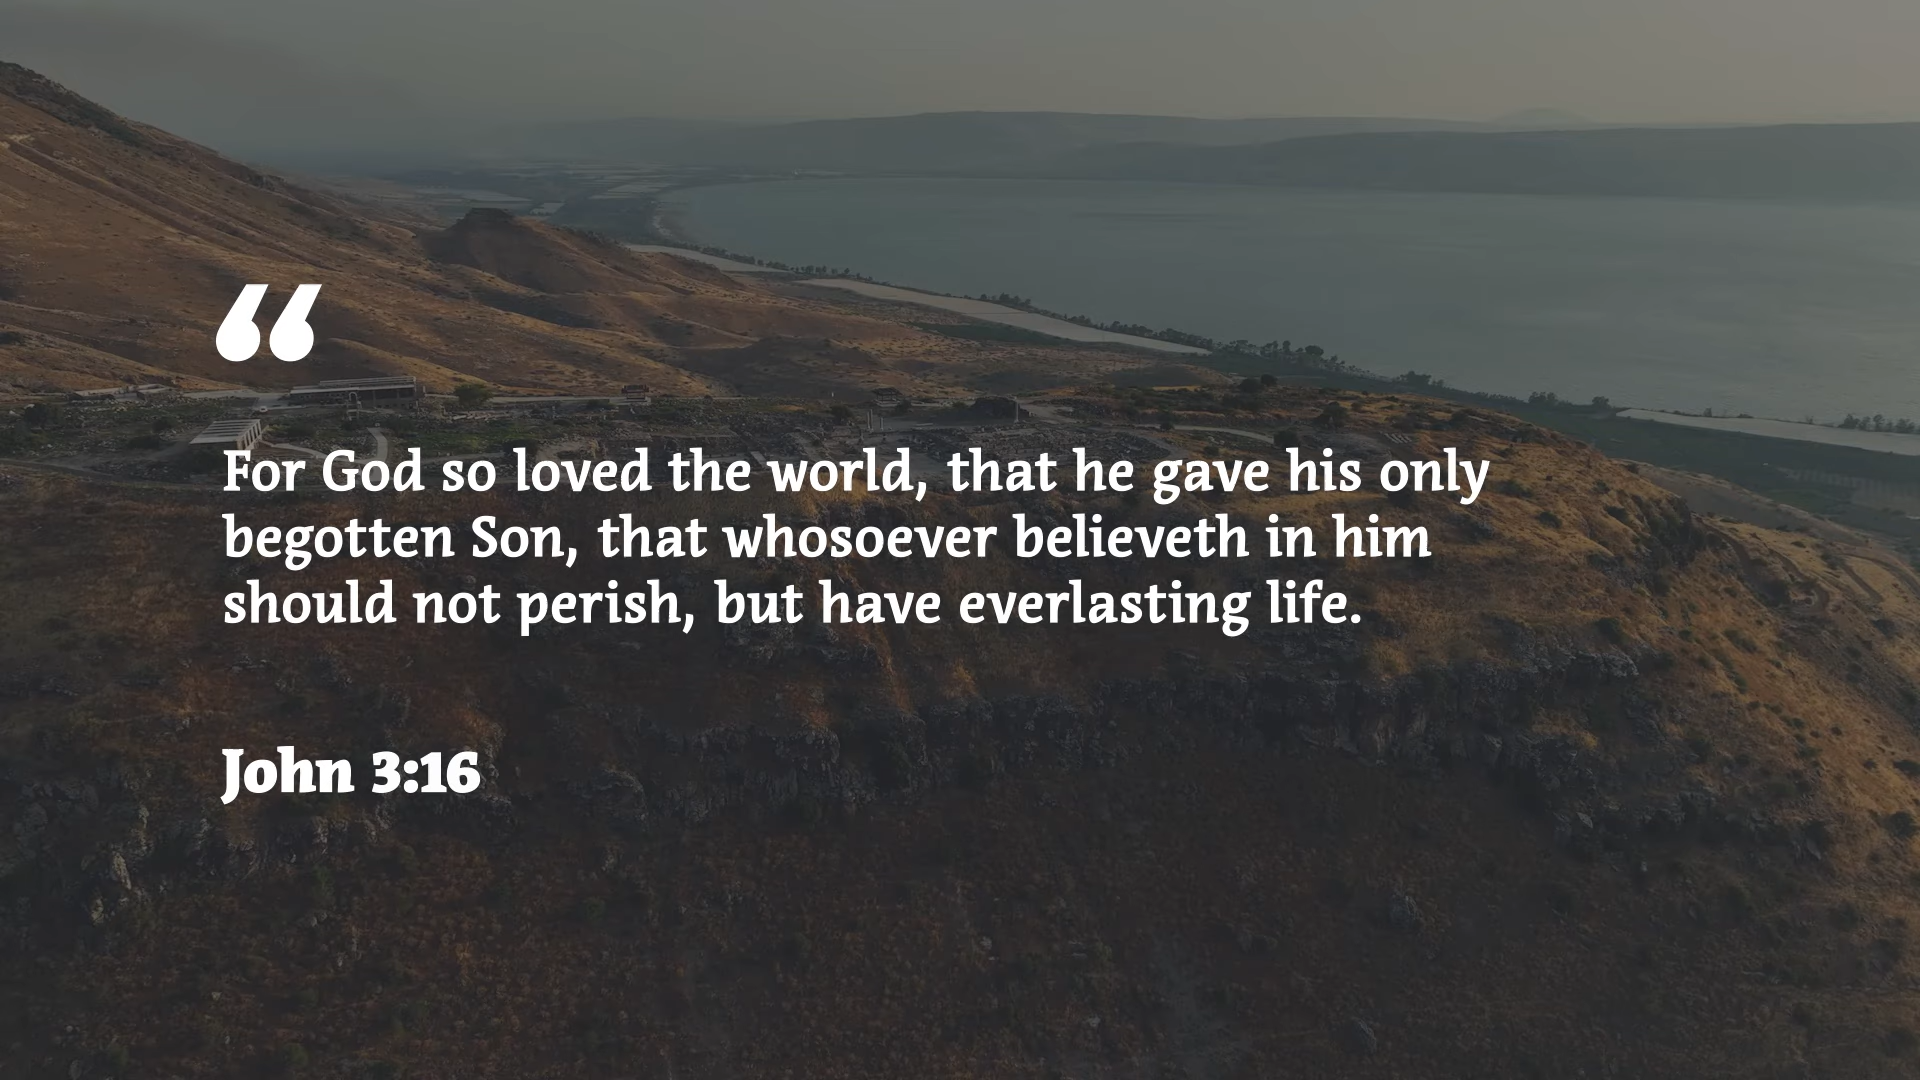 “
For God so loved the world, that he gave his only
begotten Son, that whosoever believeth in him
should not perish, but have everlasting life.
John 3:16